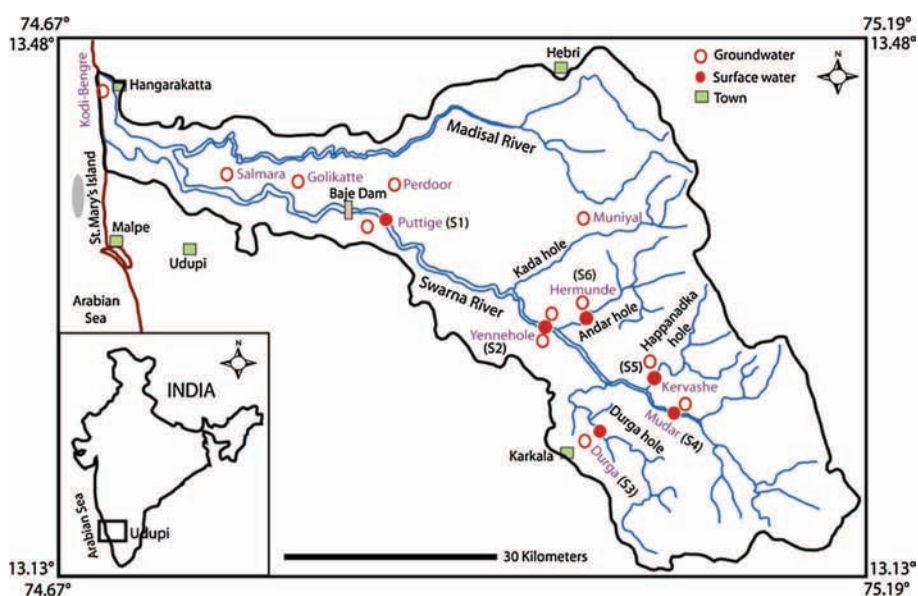 74.67°
75.19°
13.48°
13.48°
Hebri
Groundwater
Surface water
Town
N
Kodi-Bengre
Hangarakatta
Madisal River
Salmara
Golikatte
Perdoor
Baje Dam
St. Mary's Island
Malpe
Puttige (S1)
Muniyal
Udupi
Kada hole
(S6)
Hermunde
Swarna River
Andar hole
Happanadka
hole
Arabian
Sea
Yennehole
(S2)
(S5)
Kervashe
N
INDIA
Mudar (S4)
Durga hole
Karkala
Durga (S3)
Arabian Sea
Udupi
30 Kilometers
13.13°
13.13°
74.67°
75.19°